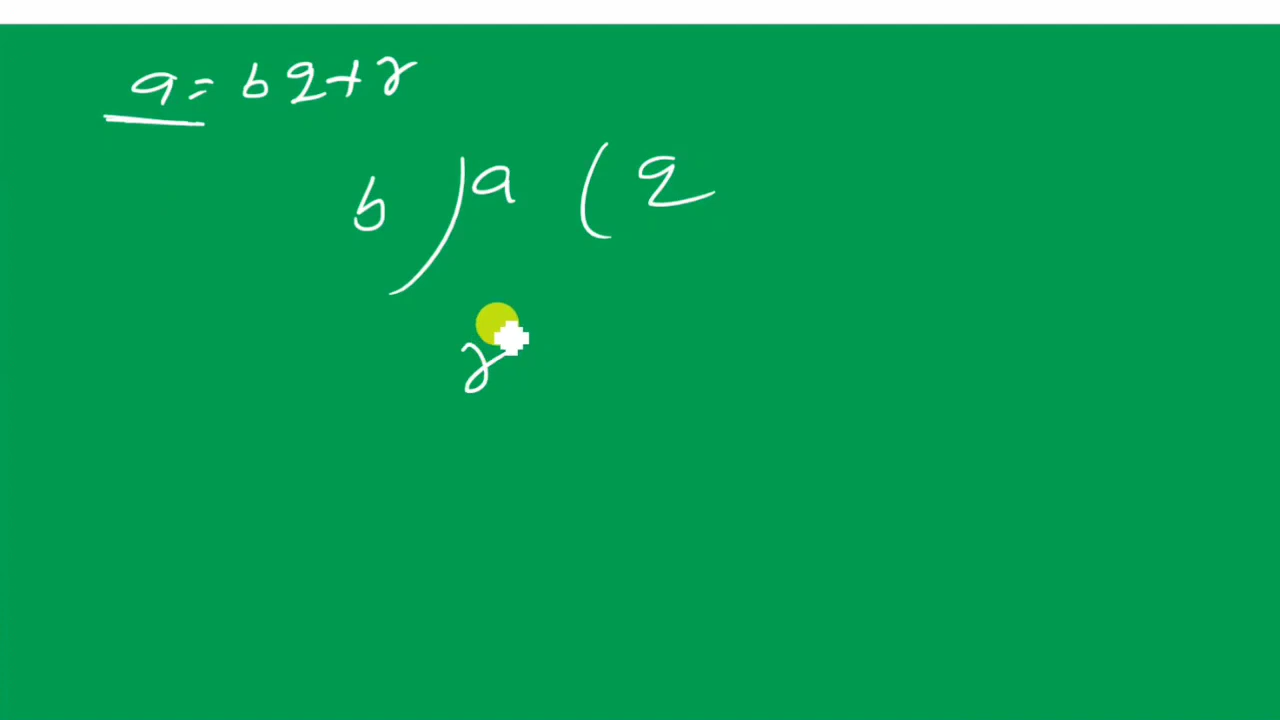 a = bq+r
b ) a ( q
r